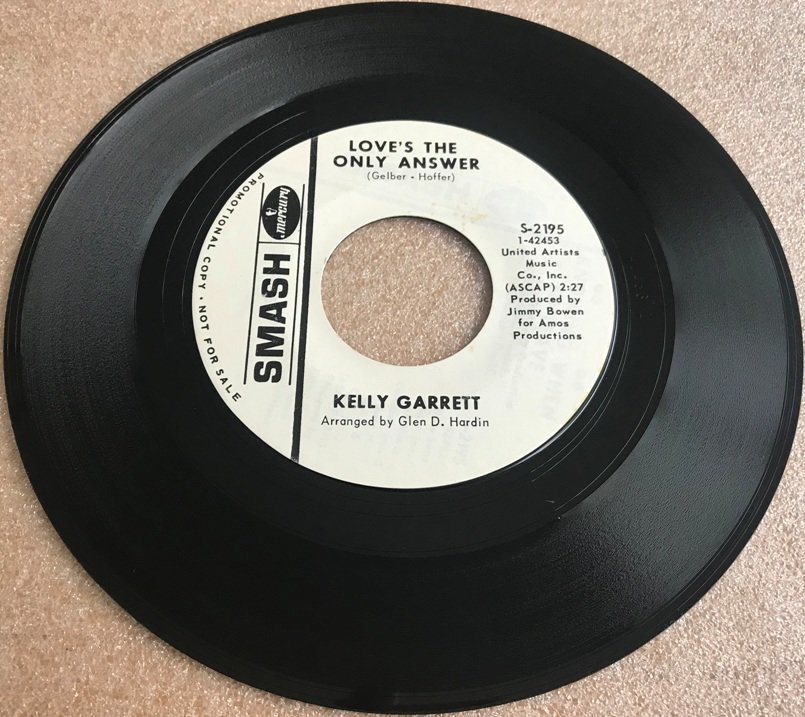 LOVE'S THE
ONLY ANSWER
(Gelber - Hoffer)
PROMOTIONAL COPY • NOT FOR SALE
SMASH
mercury
S-2195
1-42453
United Artists
Music
Co., Inc.
(ASCAP) 2:27
Produced by
Jimmy Bowen
for Amos
Productions
KELLY GARRETT
Arranged by Glen D. Hardin